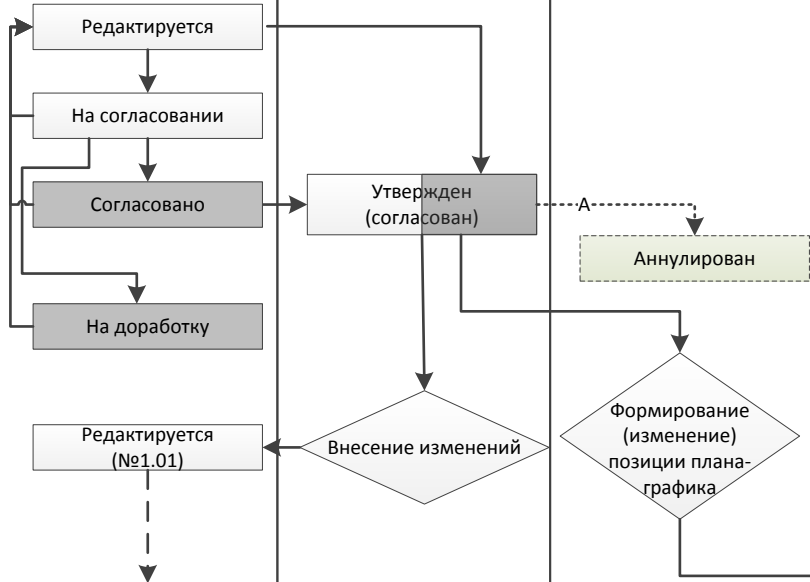 Редактируется
На согласовании
Согласовано
Утвержден
(согласован)
А
Аннулирован
На доработку
Редактируется
(№1.01)
Внесение изменений
Формирование
(изменение)
позиции плана-
графика